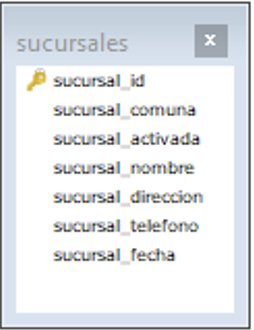 sucursales
x
sucursal_id
sucursal_comuna
sucursal_activada
sucursal_nombre
sucursal_direccion
sucursal_telefono
sucursal_fecha